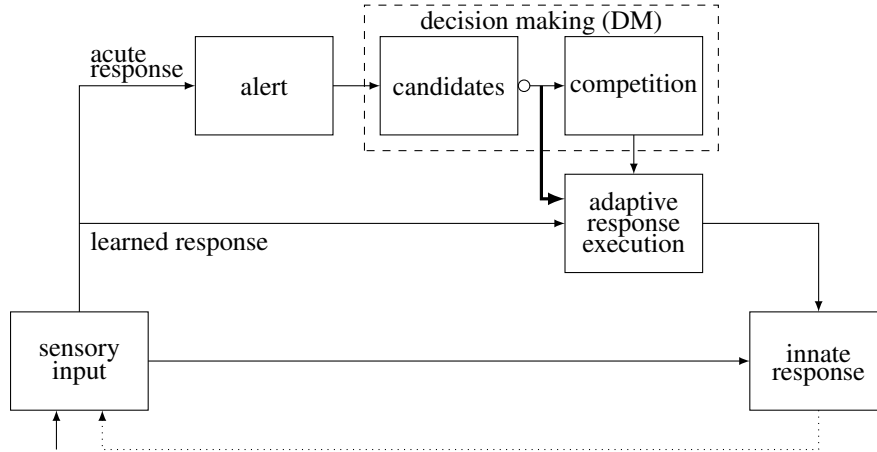 decision making (DM)
acute
response
alert
candidates
competition
adaptive
response
execution
learned response
sensory
input
innate
response